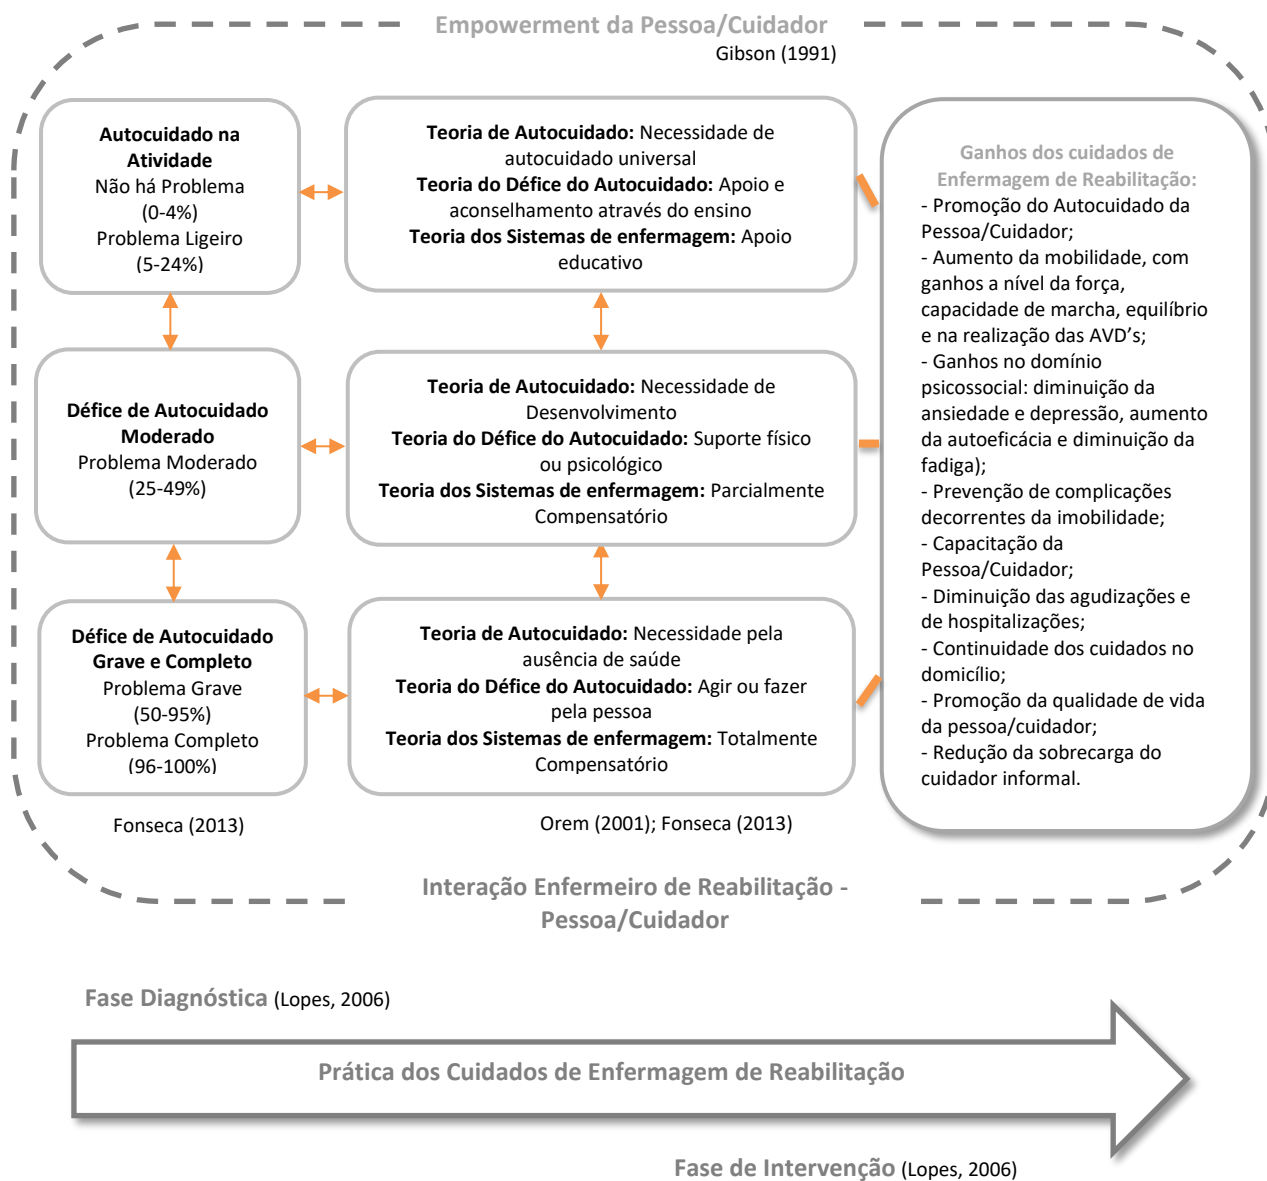 Empowerment da Pessoa/Cuidador
Gibson (1991)
Autocuidado na
Atividade
Não há Problema
(0-4%)
Problema Ligeiro
(5-24%)
Teoria de Autocuidado: Necessidade de
autocuidado universal
Teoria do Défice do Autocuidado: Apoio e
aconselhamento através do ensino
Teoria dos Sistemas de enfermagem: Apoio
educativo
Défice de Autocuidado
Moderado
Problema Moderado
(25-49%)
Teoria de Autocuidado: Necessidade de
Desenvolvimento
Teoria do Défice do Autocuidado: Suporte físico
ou psicológico
Teoria dos Sistemas de enfermagem: Parcialmente
Compensatório
Défice de Autocuidado
Grave e Completo
Problema Grave
(50-95%)
Problema Completo
(96-100%)
Teoria de Autocuidado: Necessidade pela
ausência de saúde
Teoria do Défice do Autocuidado: Agir ou fazer
pela pessoa
Teoria dos Sistemas de enfermagem: Totalmente
Compensatório
Ganhos dos cuidados de
Enfermagem de Reabilitação:
- Promoção do Autocuidado da
Pessoa/Cuidador;
- Aumento da mobilidade, com
ganhos a nível da força,
capacidade de marcha, equilíbrio
e na realização das AVD's;
- Ganhos no domínio
psicossocial: diminuição da
ansiedade e depressão, aumento
da autoeficácia e diminuição da
fadiga);
- Prevenção de complicações
decorrentes da imobilidade;
- Capacitação da
Pessoa/Cuidador;
- Diminuição das agudizações e
de hospitalizações;
- Continuidade dos cuidados no
domicílio;
- Promoção da qualidade de vida
da pessoa/cuidador;
- Redução da sobrecarga do
cuidador informal.
Fonseca (2013)
Orem (2001); Fonseca (2013)
Interação Enfermeiro de Reabilitação -
Pessoa/Cuidador
Fase Diagnóstica (Lopes, 2006)
Prática dos Cuidados de Enfermagem de Reabilitação
Fase de Intervenção (Lopes, 2006)